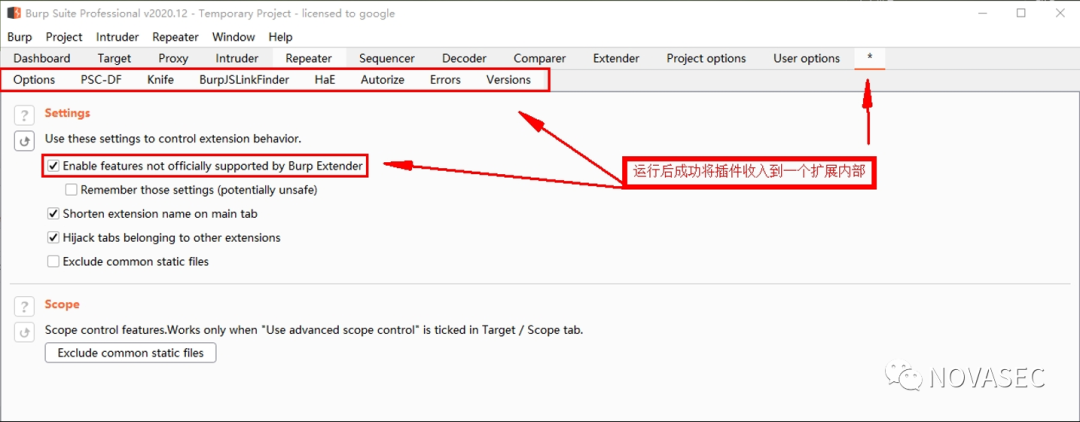 Burp Suite Professional v2020.12 - Temporary Project - licensed to google
Burp Project Intruder Repeater Window Help
Dashboard Target Proxy Intruder Repeater Sequencer Decoder Comparer Extender Project options User options *
Options PSC-DF Knife BurpJSLinkFinder HaE Autorize Errors Versions
? Settings
Use these settings to control extension behavior.
Enable features not officially supported by Burp Extender
运行后成功将插件收入到一个扩展内部
Remember those settings (potentially unsafe)
Shorten extension name on main tab
Hijack tabs belonging to other extensions
Exclude common static files
? Scope
Scope control features.Works only when "Use advanced scope control" is ticked in Target / Scope tab.
Exclude common static files
NOVASEC